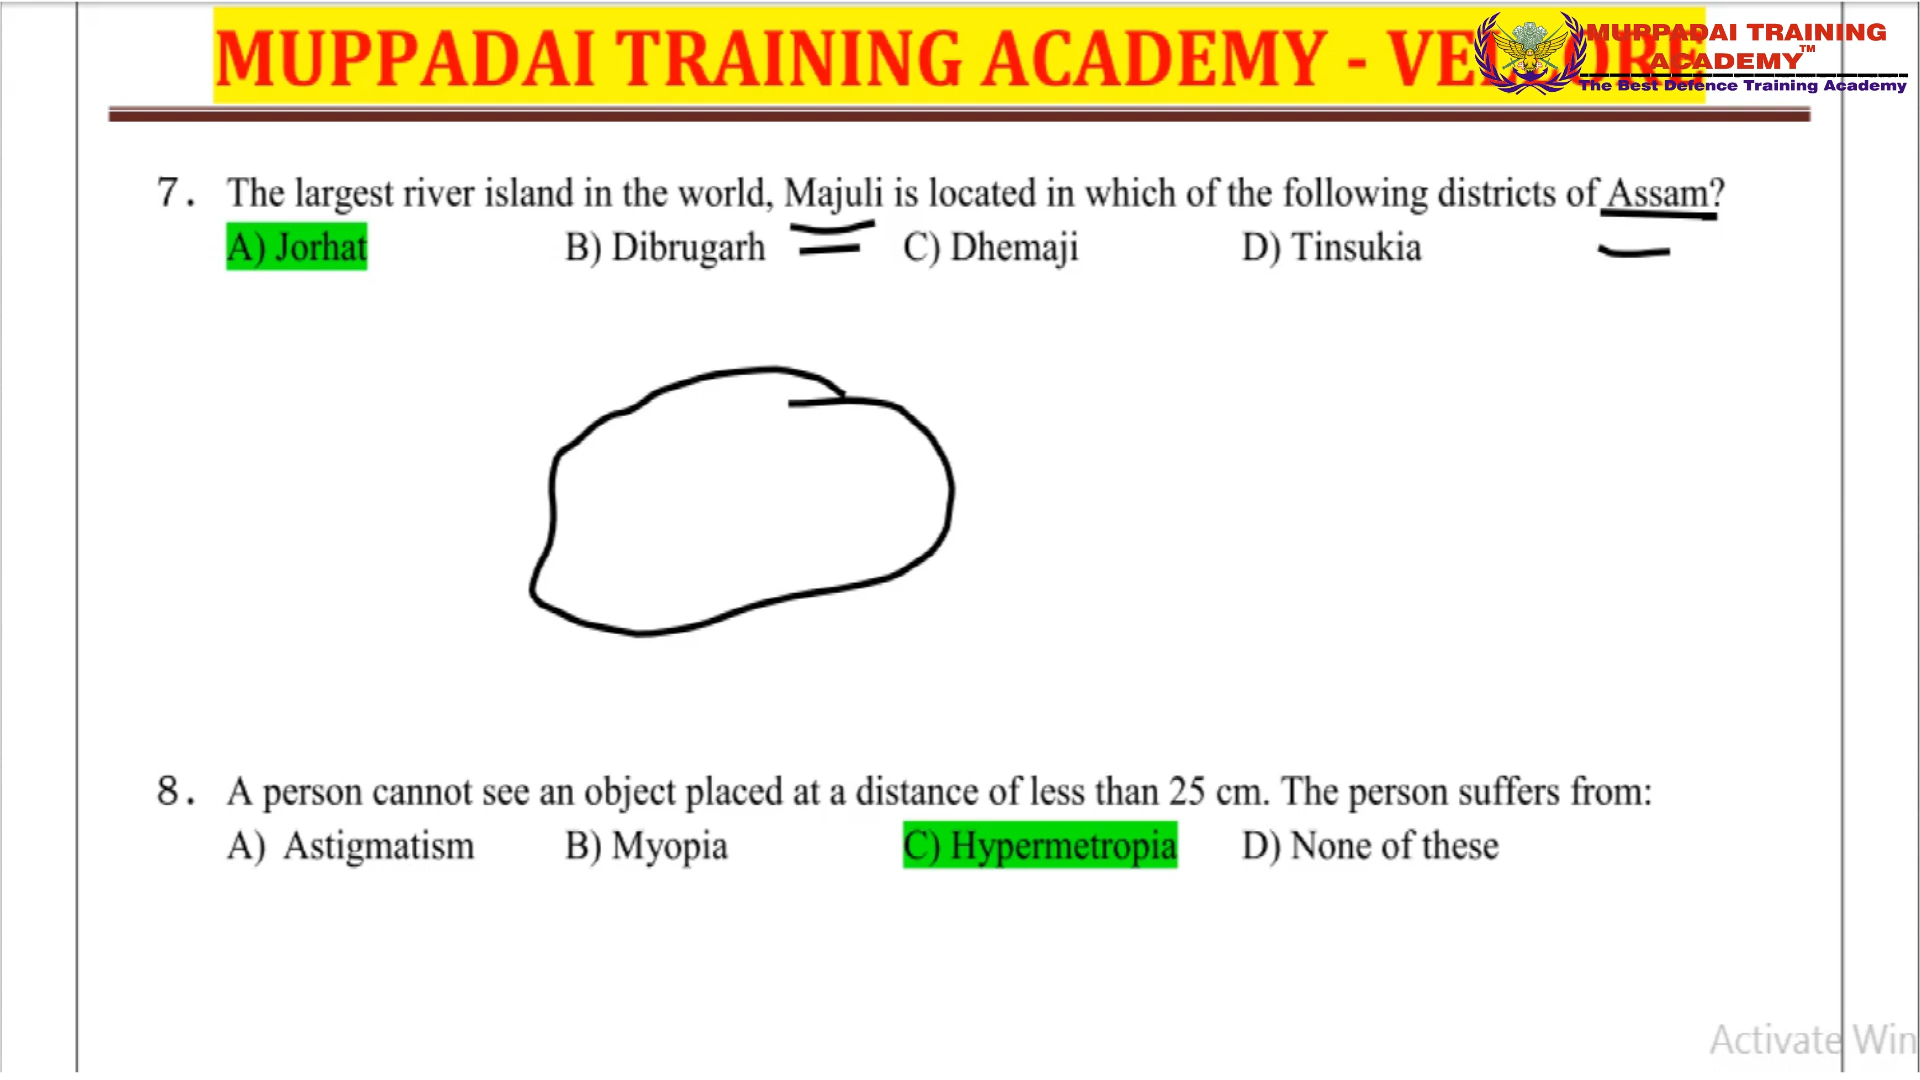 MUPPADAI TRAINING ACADEMY - VELLORE
MUPPADAI TRAINING
ACADEMY™
The Best Defence Training Academy
7. The largest river island in the world, Majuli is located in which of the following districts of Assam?
A) Jorhat B) Dibrugarh C) Dhemaji D) Tinsukia
8. A person cannot see an object placed at a distance of less than 25 cm. The person suffers from:
A) Astigmatism B) Myopia C) Hypermetropia D) None of these
Activate Win